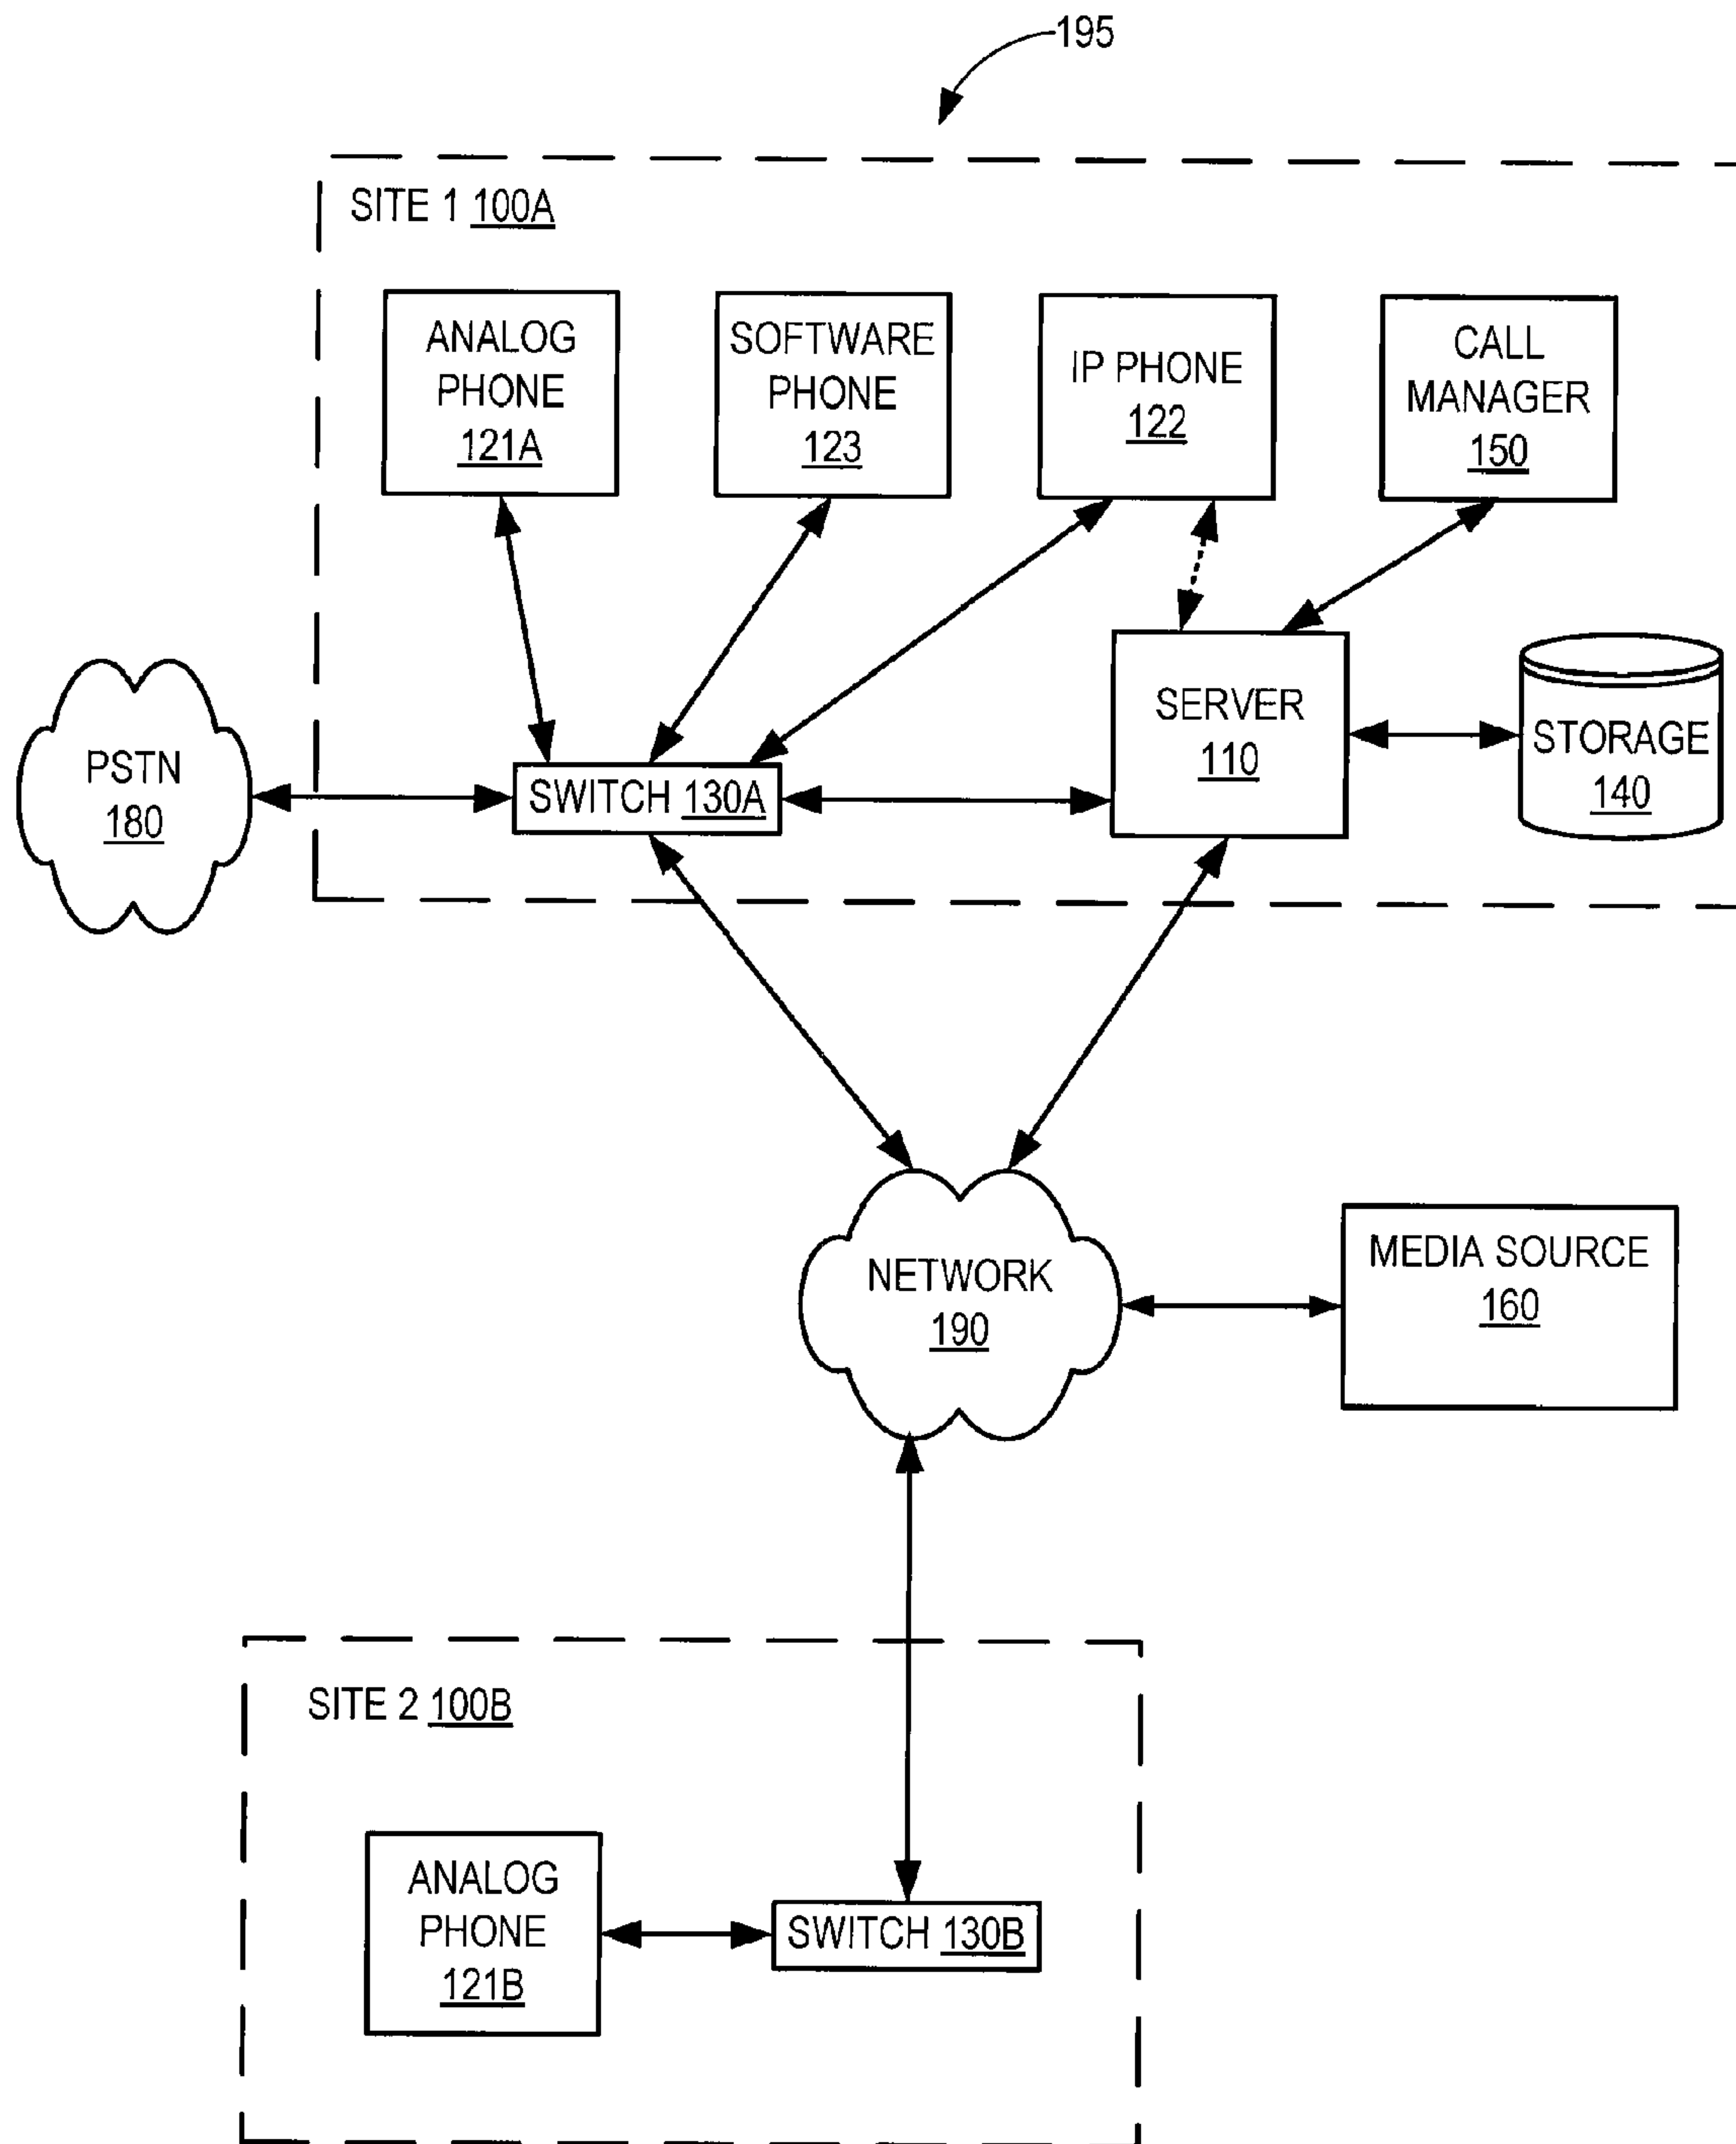 195
SITE 1 100A
ANALOG
PHONE
121A
SOFTWARE
PHONE
123
IP PHONE
122
CALL
MANAGER
150
PSTN
180
SWITCH 130A
SERVER
110
STORAGE
140
NETWORK
190
MEDIA SOURCE
160
SITE 2 100B
ANALOG
PHONE
121B
SWITCH 130B